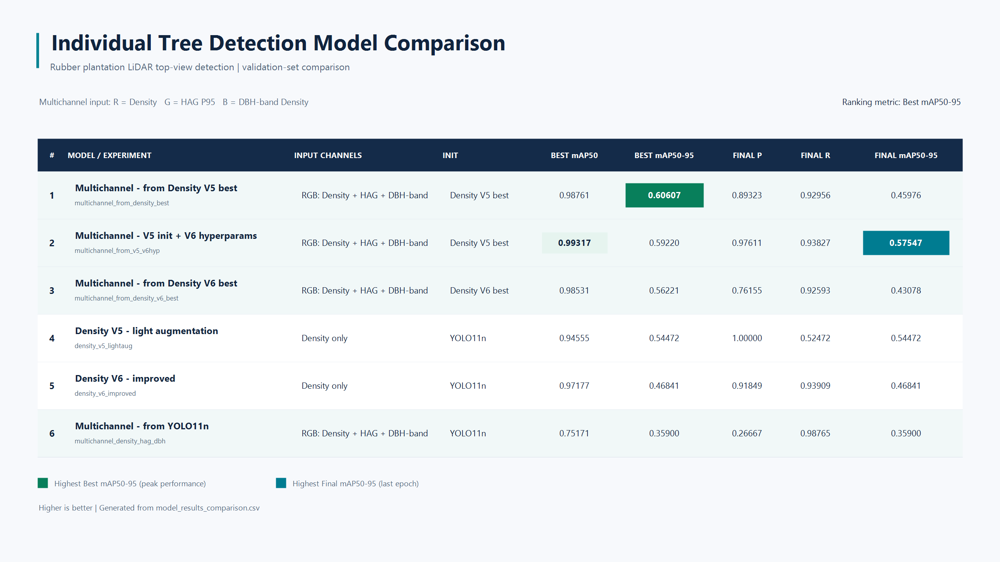 Individual Tree Detection Model Comparison
Rubber plantation LiDAR top-view detection | validation-set comparison
Multichannel input: R = Density G = HAG P95 B = DBH-band Density
Ranking metric: Best mAP50-95
# MODEL / EXPERIMENT INPUT CHANNELS INIT BEST mAP50 BEST mAP50-95 FINAL P FINAL R FINAL mAP50-95
1 Multichannel - from Density V5 best RGB: Density + HAG + DBH-band Density V5 best 0.98761 0.60607 0.89323 0.92956 0.45976
multichannel_from_density_best
2 Multichannel - V5 init + V6 hyperparams RGB: Density + HAG + DBH-band Density V5 best 0.99317 0.59220 0.97611 0.93827 0.57547
multichannel_from_v5_v6hyp
3 Multichannel - from Density V6 best RGB: Density + HAG + DBH-band Density V6 best 0.98531 0.56221 0.76155 0.92593 0.43078
multichannel_from_density_v6_best
4 Density V5 - light augmentation Density only YOLO11n 0.94555 0.54472 1.00000 0.52472 0.54472
density_v5_lightaug
5 Density V6 - improved Density only YOLO11n 0.97177 0.46841 0.91849 0.93909 0.46841
density_v6_improved
6 Multichannel - from YOLO11n RGB: Density + HAG + DBH-band YOLO11n 0.75171 0.35900 0.26667 0.98765 0.35900
multichannel_density_hag_dbh
Highest Best mAP50-95 (peak performance)
Highest Final mAP50-95 (last epoch)
Higher is better | Generated from model_results_comparison.csv